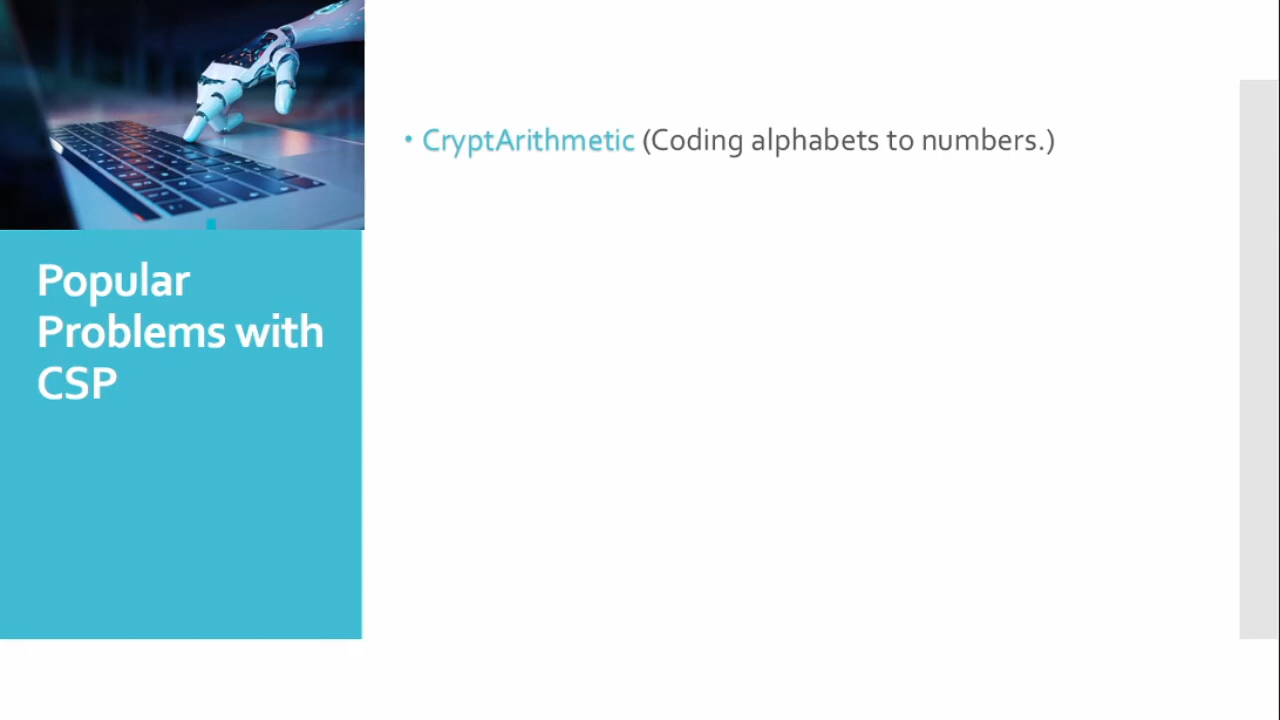 Popular
Problems with
CSP
• CryptArithmetic (Coding alphabets to numbers.)